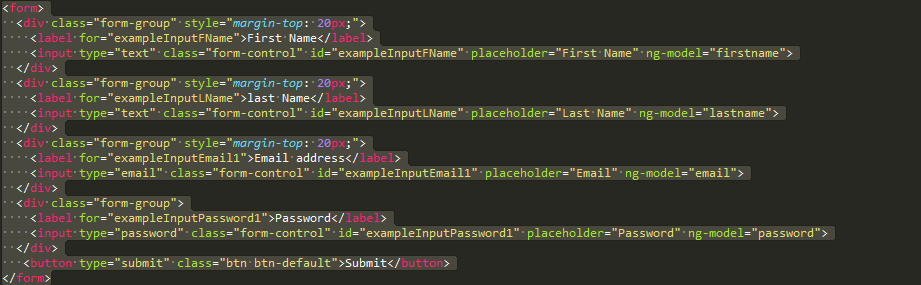 <form>
  <div class="form-group" style="margin-top: 20px;">
    <label for="exampleInputFName">First Name</label>
    <input type="text" class="form-control" id="exampleInputFName" placeholder="First Name" ng-model="firstname">
  </div>
  <div class="form-group" style="margin-top: 20px;">
    <label for="exampleInputLName">last Name</label>
    <input type="text" class="form-control" id="exampleInputLName" placeholder="Last Name" ng-model="lastname">
  </div>
  <div class="form-group" style="margin-top: 20px;">
    <label for="exampleInputEmail1">Email address</label>
    <input type="email" class="form-control" id="exampleInputEmail1" placeholder="Email" ng-model="email">
  </div>
  <div class="form-group">
    <label for="exampleInputPassword1">Password</label>
    <input type="password" class="form-control" id="exampleInputPassword1" placeholder="Password" ng-model="password">
  </div>
  <button type="submit" class="btn btn-default">Submit</button>
</form>